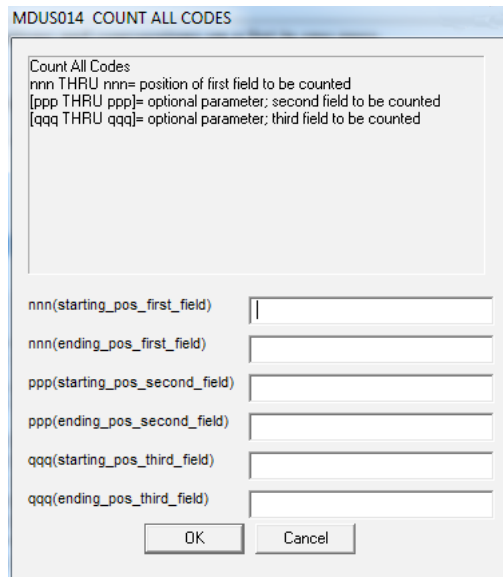 MDUS014 COUNT ALL CODES
Count All Codes
nnn THRU nnn= position of first field to be counted
[ppp THRU ppp]= optional parameter; second field to be counted
[qqq THRU qqq]= optional parameter; third field to be counted
nnn(starting_pos_first_field)
nnn(ending_pos_first_field)
ppp(starting_pos_second_field)
ppp(ending_pos_second_field)
qqq(starting_pos_third_field)
qqq(ending_pos_third_field)
OK Cancel